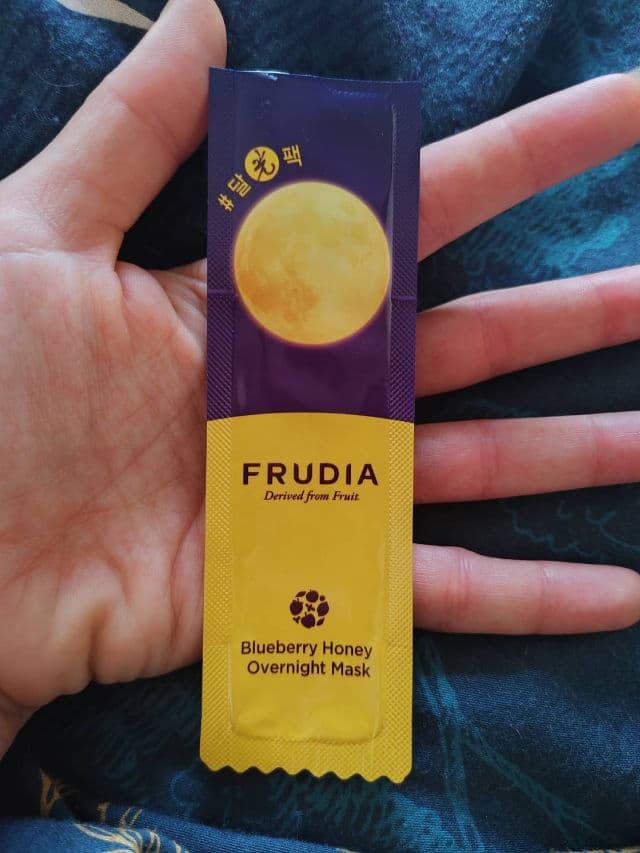 #달光팩
FRUDIA
Derived from Fruit
Blueberry Honey
Overnight Mask